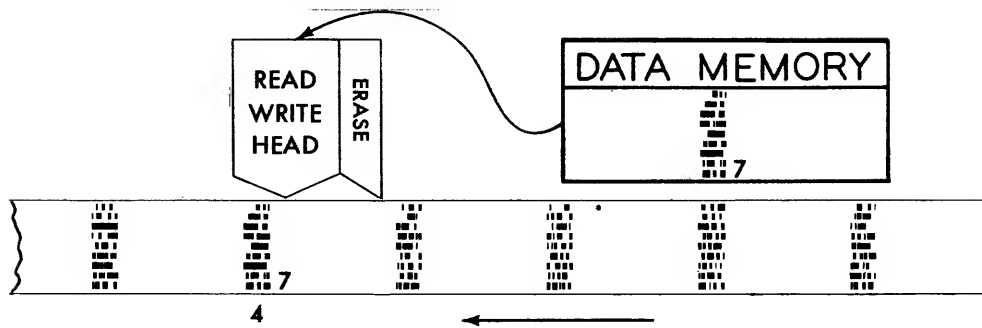 READ
WRITE
HEAD
ERASE
DATA MEMORY
7
7
4